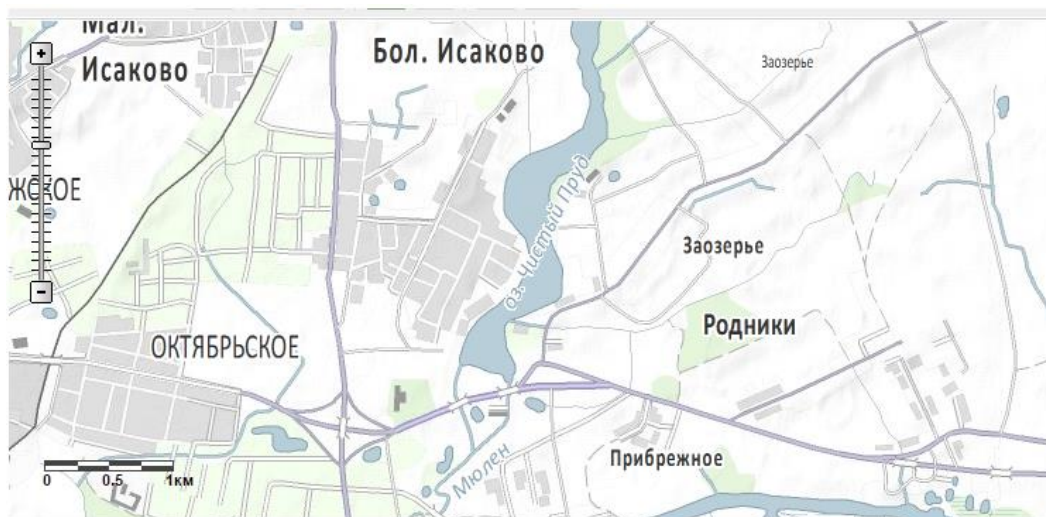 Мал.
Исаково
Бол. Исаково
Заозерье
ЖСКОЕ
оз. Чистый Пруд
Заозерье
Родники
ОКТЯБРЬСКОЕ
Прибрежное
Мюлен
0 0.5 1км